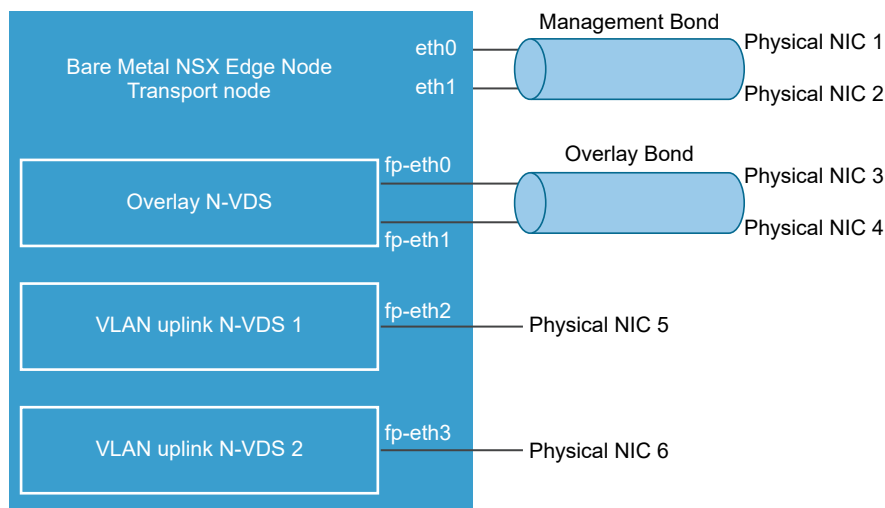 Management Bond
eth0
Physical NIC 1
Bare Metal NSX Edge Node
Transport node
eth1
Physical NIC 2
Overlay Bond
fp-eth0
Physical NIC 3
Overlay N-VDS
fp-eth1
Physical NIC 4
VLAN uplink N-VDS 1
fp-eth2
Physical NIC 5
VLAN uplink N-VDS 2
fp-eth3
Physical NIC 6